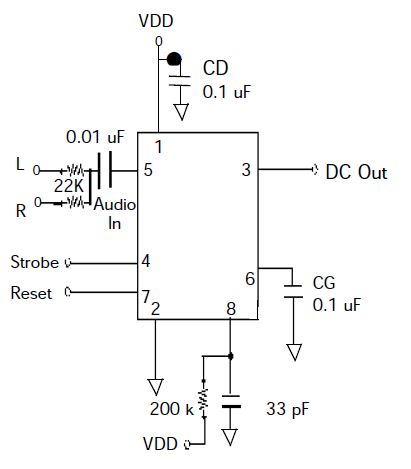 VDD
CD
0.1 uF
0.01 uF
1
L
5
3
DC Out
22K
R
Audio
In
Strobe
4
6
CG
Reset
7
0.1 uF
2
8
200 k
33 pF
VDD